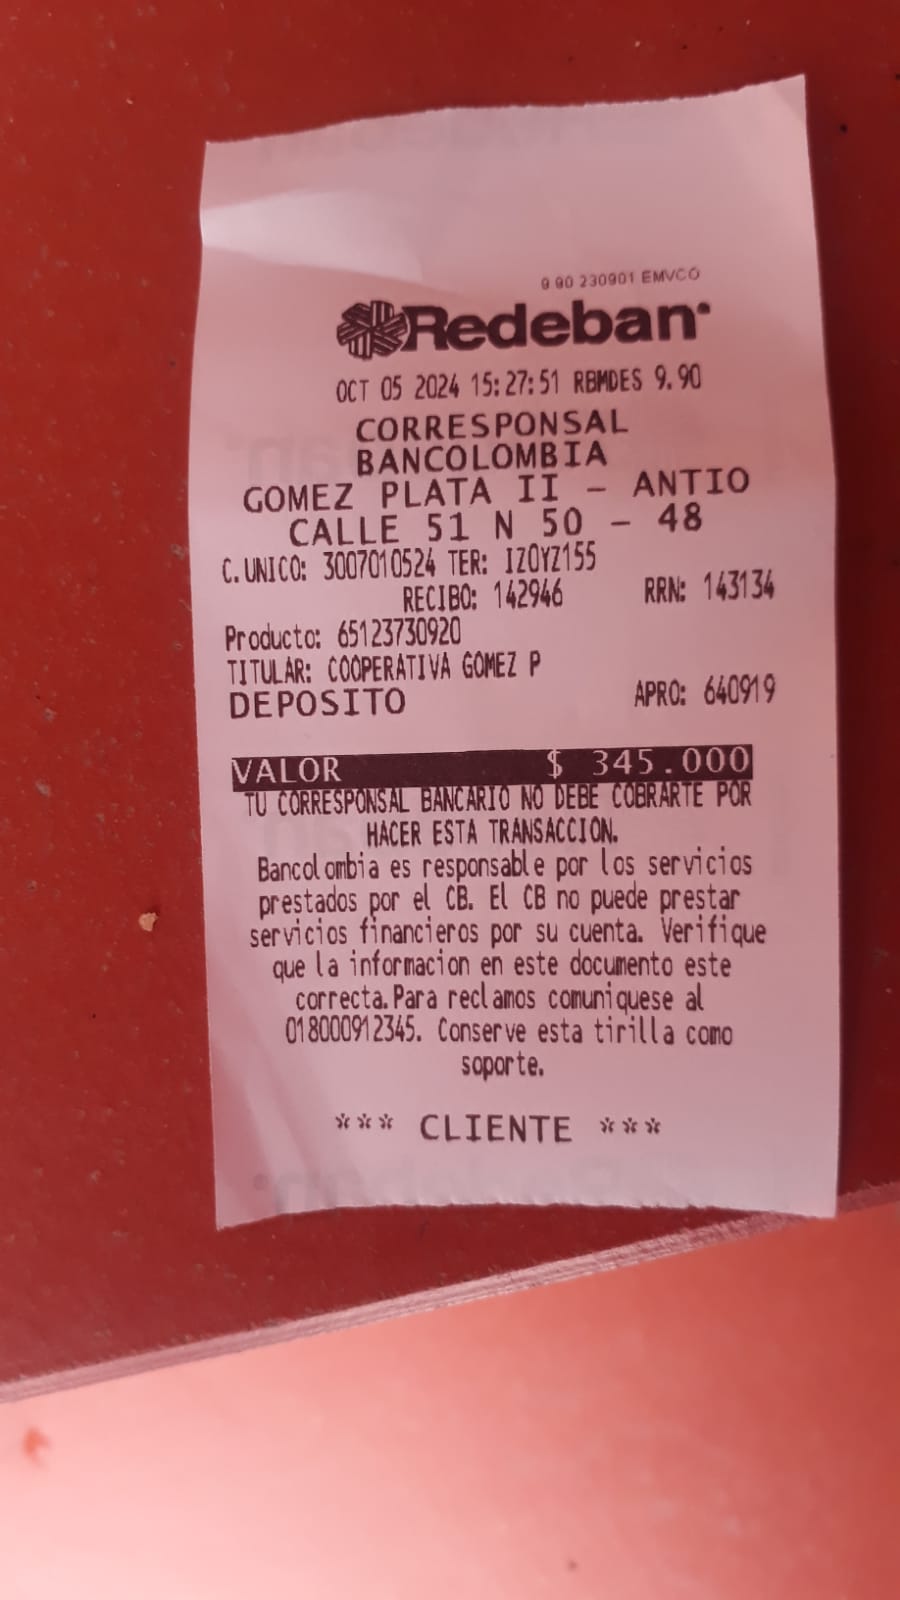 9 90 230901 EMVCO
Redeban
OCT 05 2024 15:27:51 RBMDES 9.90
CORRESPONSAL
BANCOLOMBIA
GOMEZ PLATA II - ANTIO
CALLE 51 N 50 - 48
C.UNICO: 3007010524 TER: IZOYZ155
RECIBO: 142946 RRN: 143134
Producto: 65123730920
TITULAR: COOPERATIVA GOMEZ P
DEPOSITO APRO: 640919
VALOR $ 345.000
TU CORRESPONSAL BANCARIO NO DEBE COBRARTE POR
HACER ESTA TRANSACCION.
Bancolombia es responsable por los servicios
prestados por el CB. El CB no puede prestar
servicios financieros por su cuenta. Verifique
que la informacion en este documento este
correcta.Para reclamos comuniquese al
018000912345. Conserve esta tirilla como
soporte.
*** CLIENTE ***